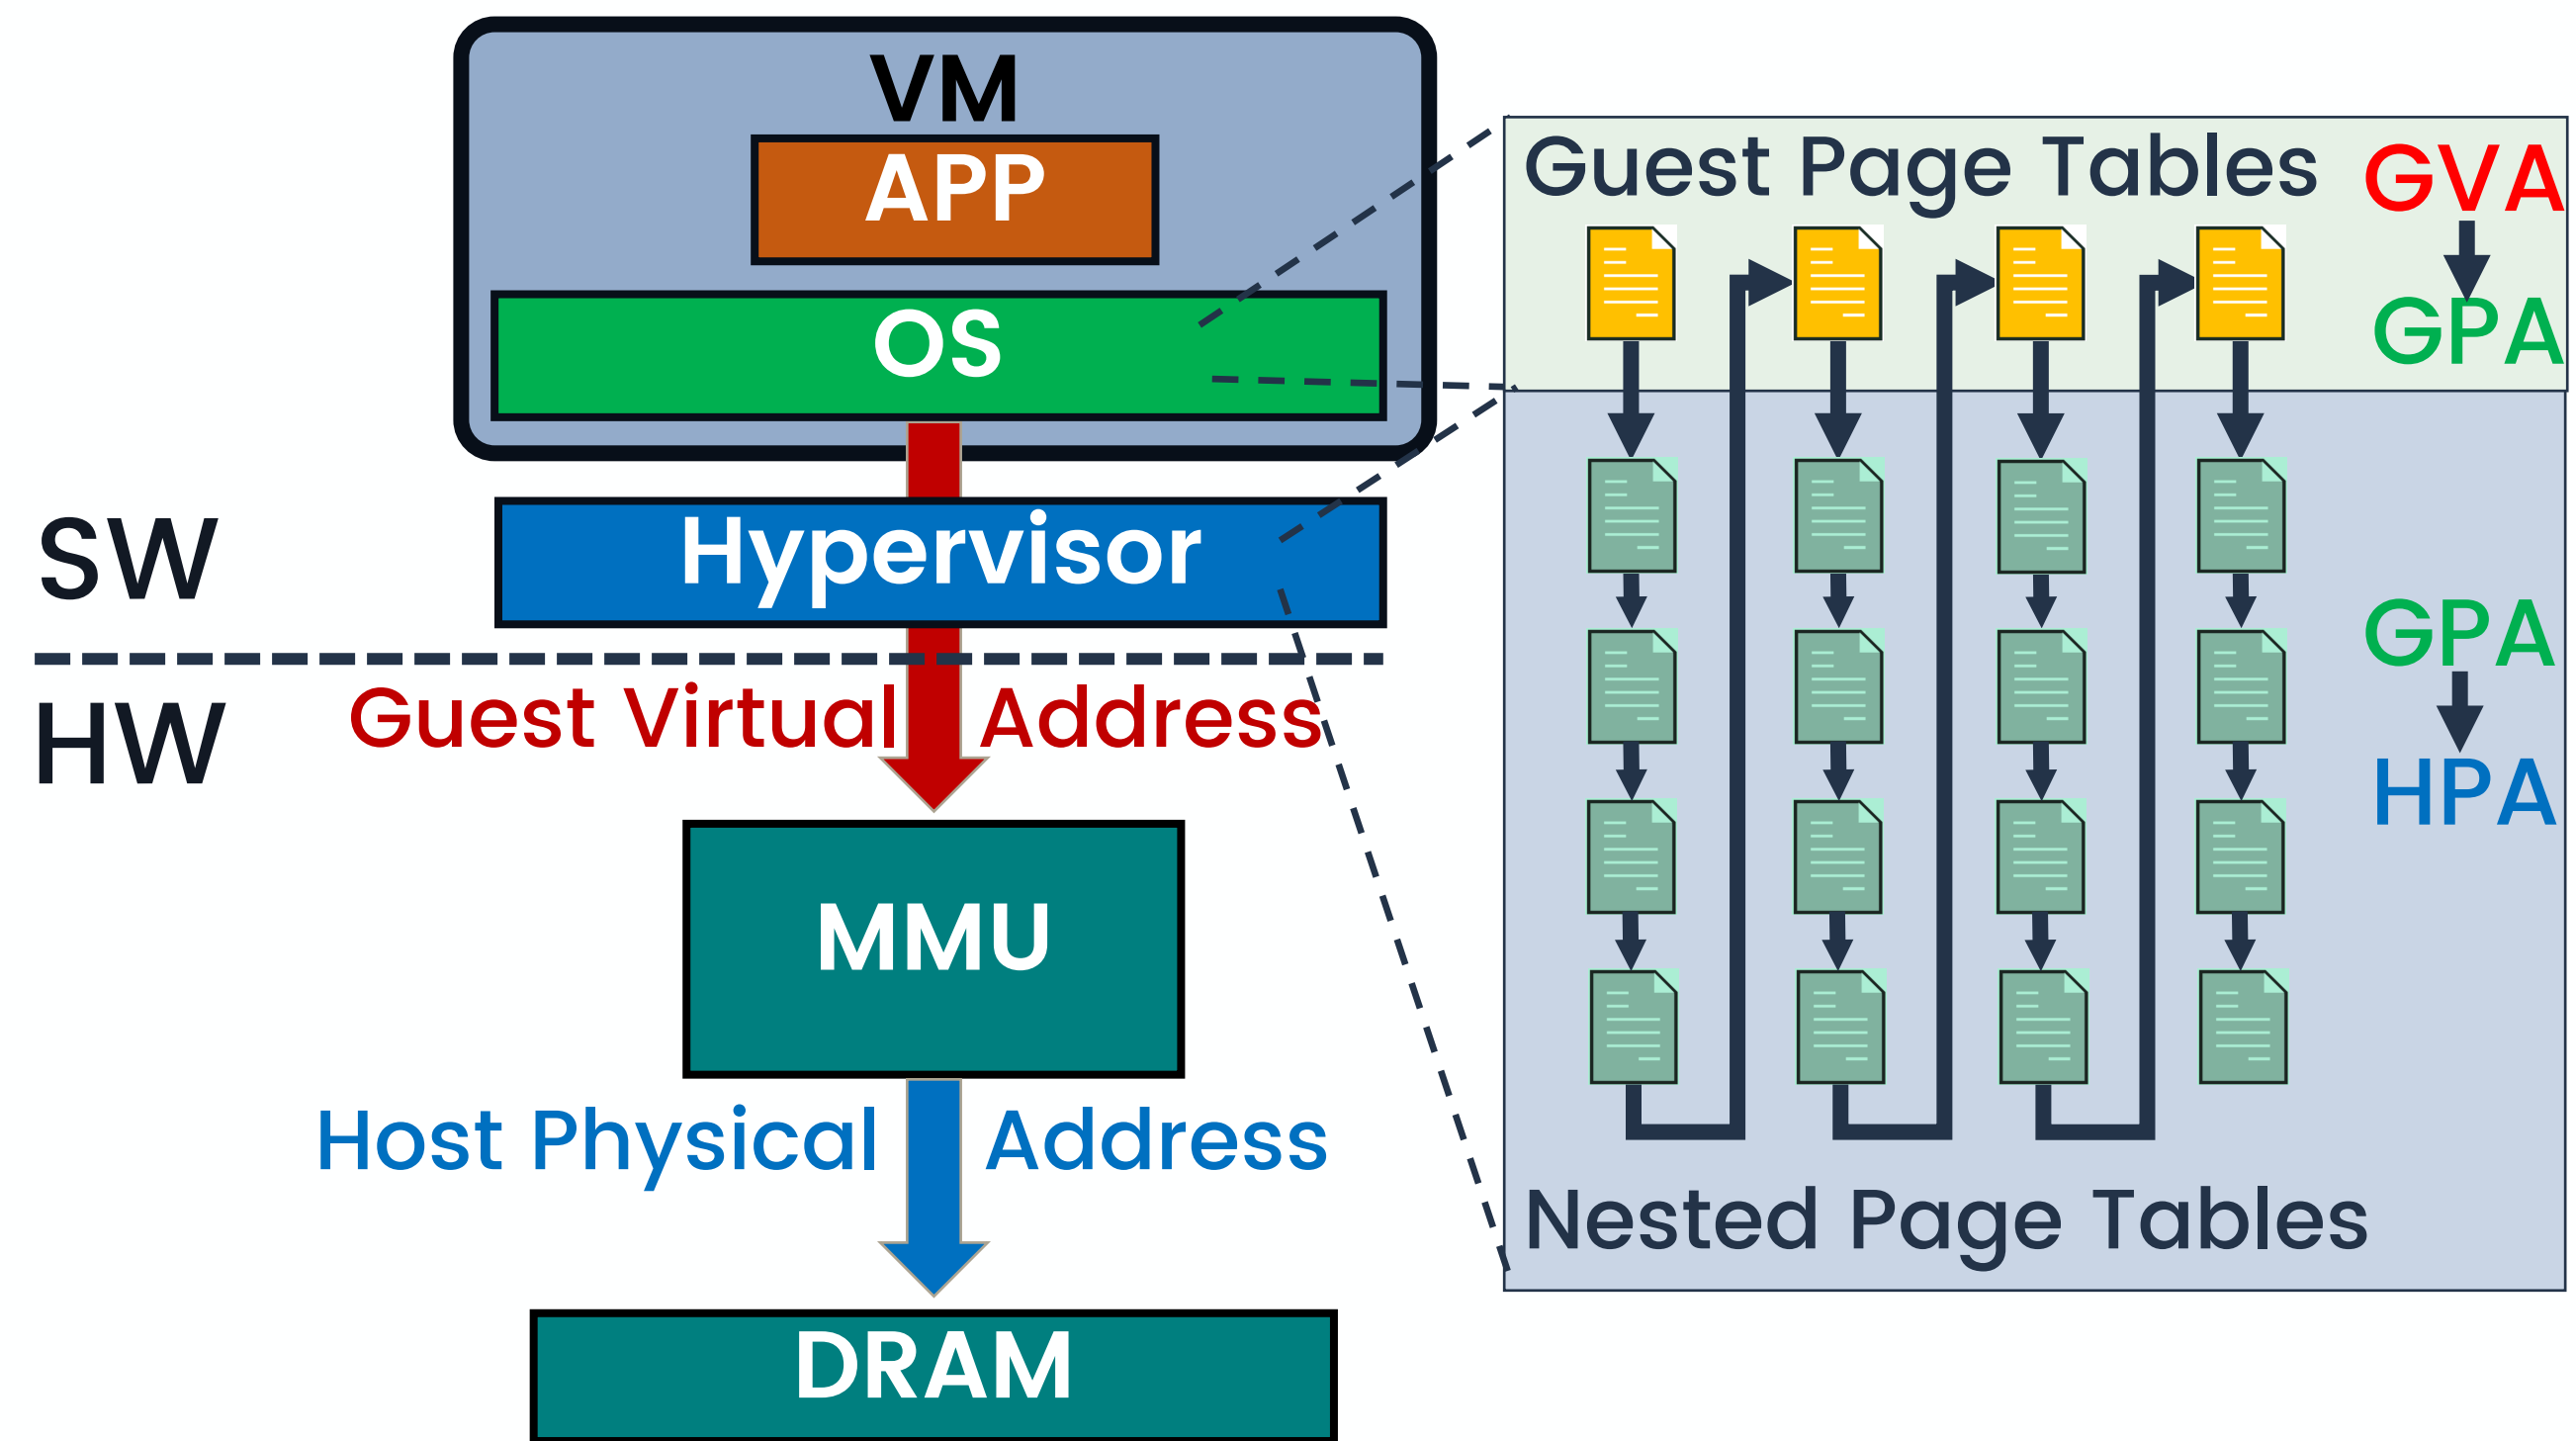 VM
APP
OS
Hypervisor
SW
HW
Guest Virtual Address
MMU
Host Physical Address
DRAM
Guest Page Tables
GVA
GPA
GPA
HPA
Nested Page Tables